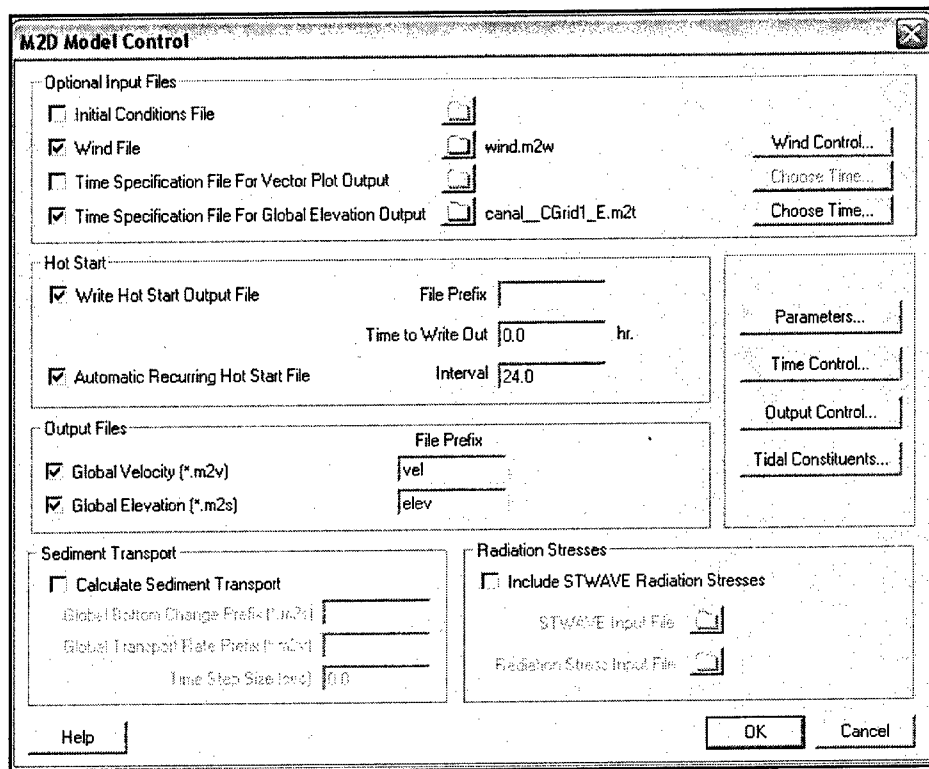 M2D Model Control
Optional Input Files
Initial Conditions File
Wind File wind.m2w Wind Control...
Time Specification File For Vector Plot Output Choose Time...
Time Specification File For Global Elevation Output canal__CGrid1_E.m2t Choose Time...
Hot Start
Write Hot Start Output File File Prefix
Time to Write Out 0.0 hr.
Automatic Recurring Hot Start File Interval 24.0
Parameters...
Time Control...
Output Control...
Tidal Constituents...
Output Files
File Prefix
Global Velocity (*.m2v) vel
Global Elevation (*.m2s) elev
Sediment Transport
Calculate Sediment Transport
Global Bottom Change Prefix (*.m2s)
Global Transport Rate Prefix (*.m2v)
Time Step Size (sec) 0.0
Radiation Stresses
Include STWAVE Radiation Stresses
STWAVE Input File
Radiation Stress Input File
Help OK Cancel